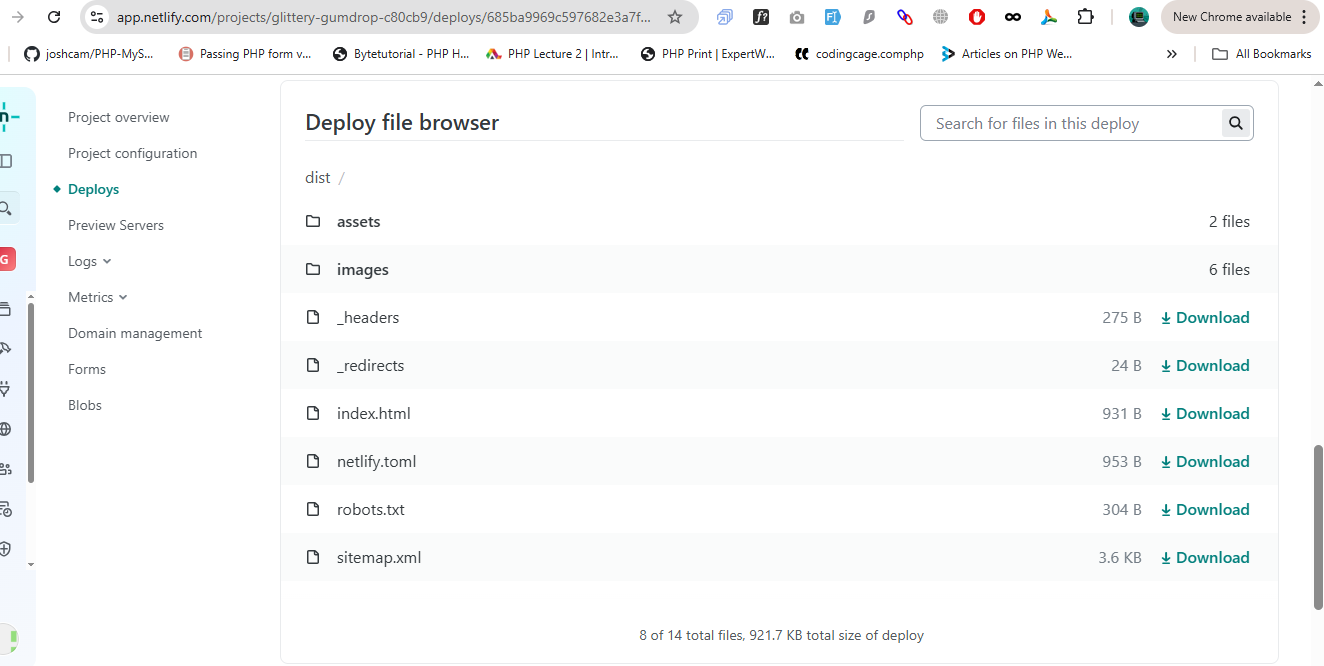 app.netlify.com/projects/glittery-gumdrop-c80cb9/deploys/685ba9969c597682e3a7f...
New Chrome available
joshcam/PHP-MyS...
Passing PHP form v...
Bytetutorial - PHP H...
PHP Lecture 2 | Intr...
PHP Print | ExpertW...
codingcage.comphp
Articles on PHP We...
»
All Bookmarks
Project overview
Project configuration
Deploys
Preview Servers
Logs
Metrics
Domain management
Forms
Blobs
n
G
Deploy file browser
Search for files in this deploy
dist /
assets 2 files
images 6 files
_headers 275 B Download
_redirects 24 B Download
index.html 931 B Download
netlify.toml 953 B Download
robots.txt 304 B Download
sitemap.xml 3.6 KB Download
8 of 14 total files, 921.7 KB total size of deploy